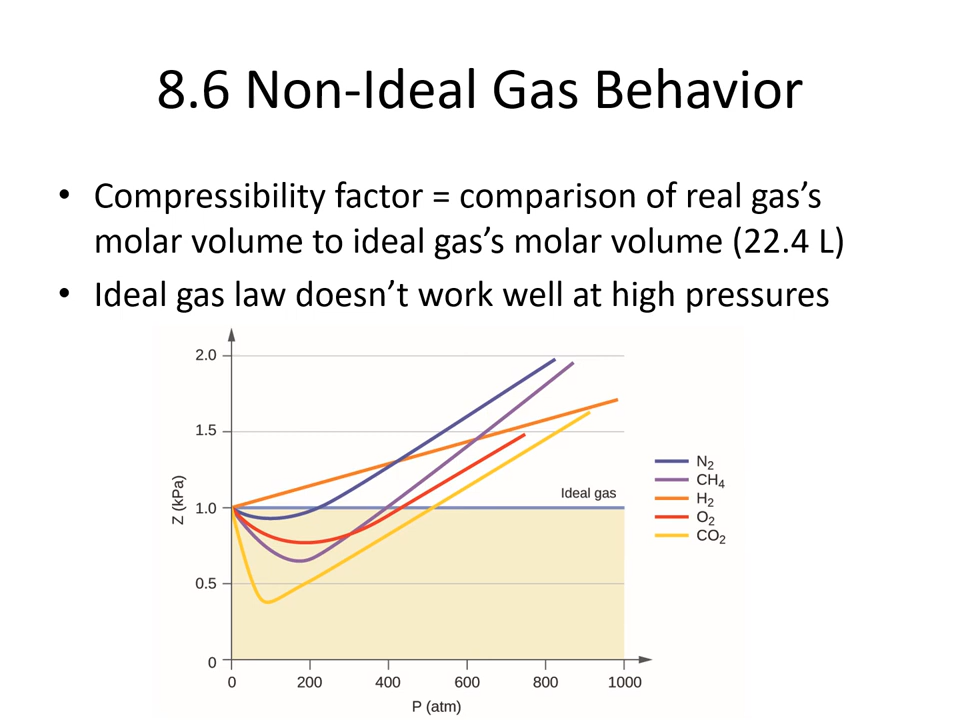 8.6 Non-Ideal Gas Behavior
• Compressibility factor = comparison of real gas’s
molar volume to ideal gas’s molar volume (22.4 L)
• Ideal gas law doesn’t work well at high pressures
2.0
1.5
1.0
0.5
0
Z (kPa)
Ideal gas
N₂
CH₄
H₂
O₂
CO₂
0 200 400 600 800 1000
P (atm)